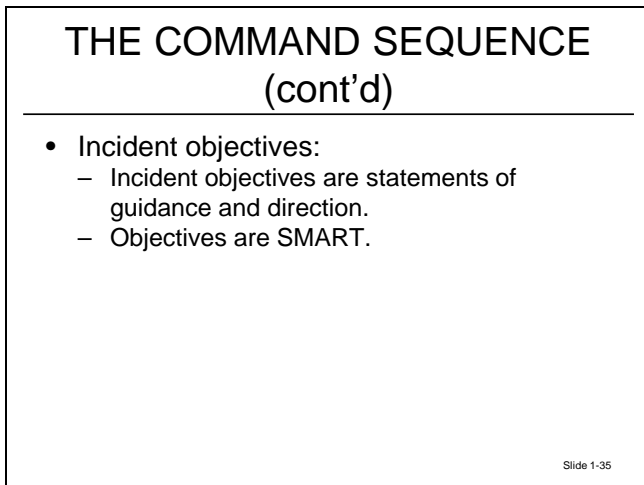 THE COMMAND SEQUENCE
(cont’d)
• Incident objectives:
– Incident objectives are statements of
guidance and direction.
– Objectives are SMART.
Slide 1-35